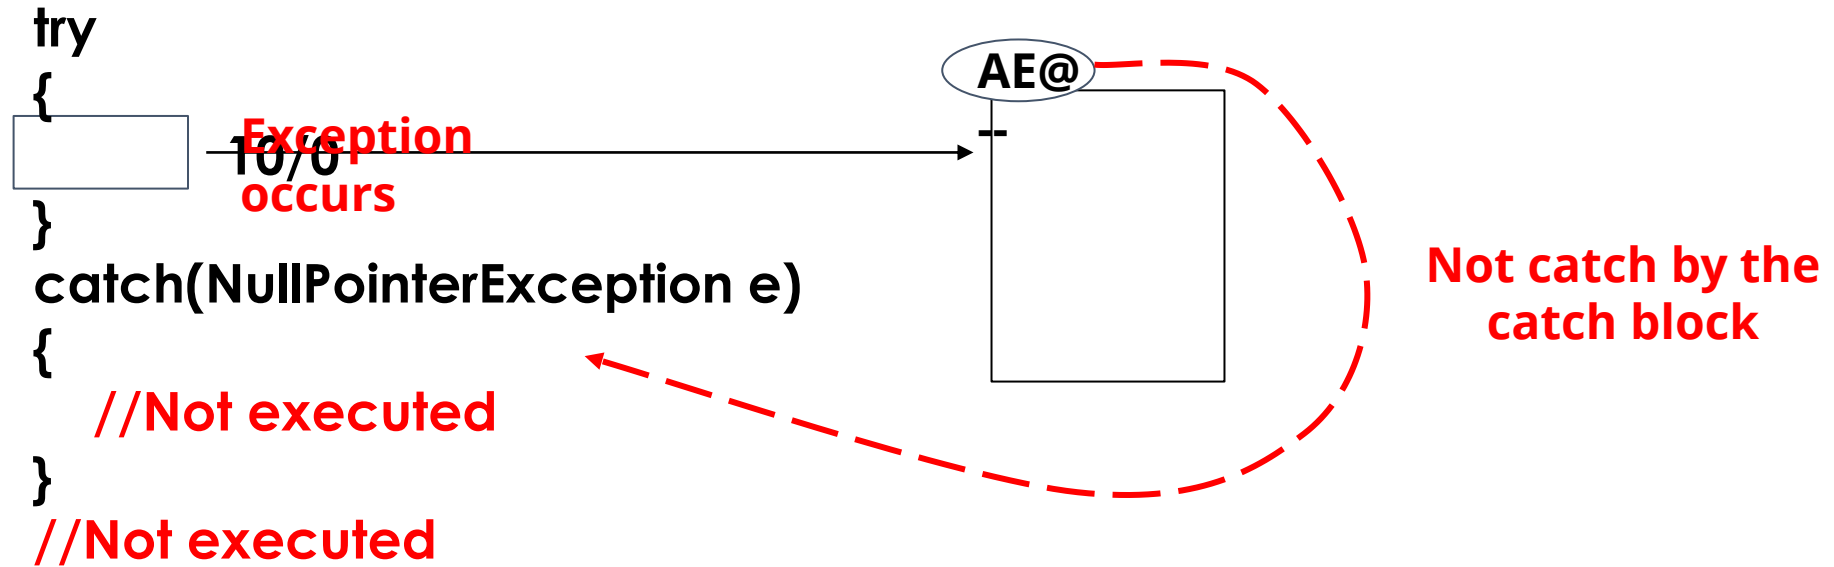 try
{
10/0
Exception
occurs
}
catch(NullPointerException e)
{
//Not executed
}
//Not executed
AE@
--
Not catch by the
catch block